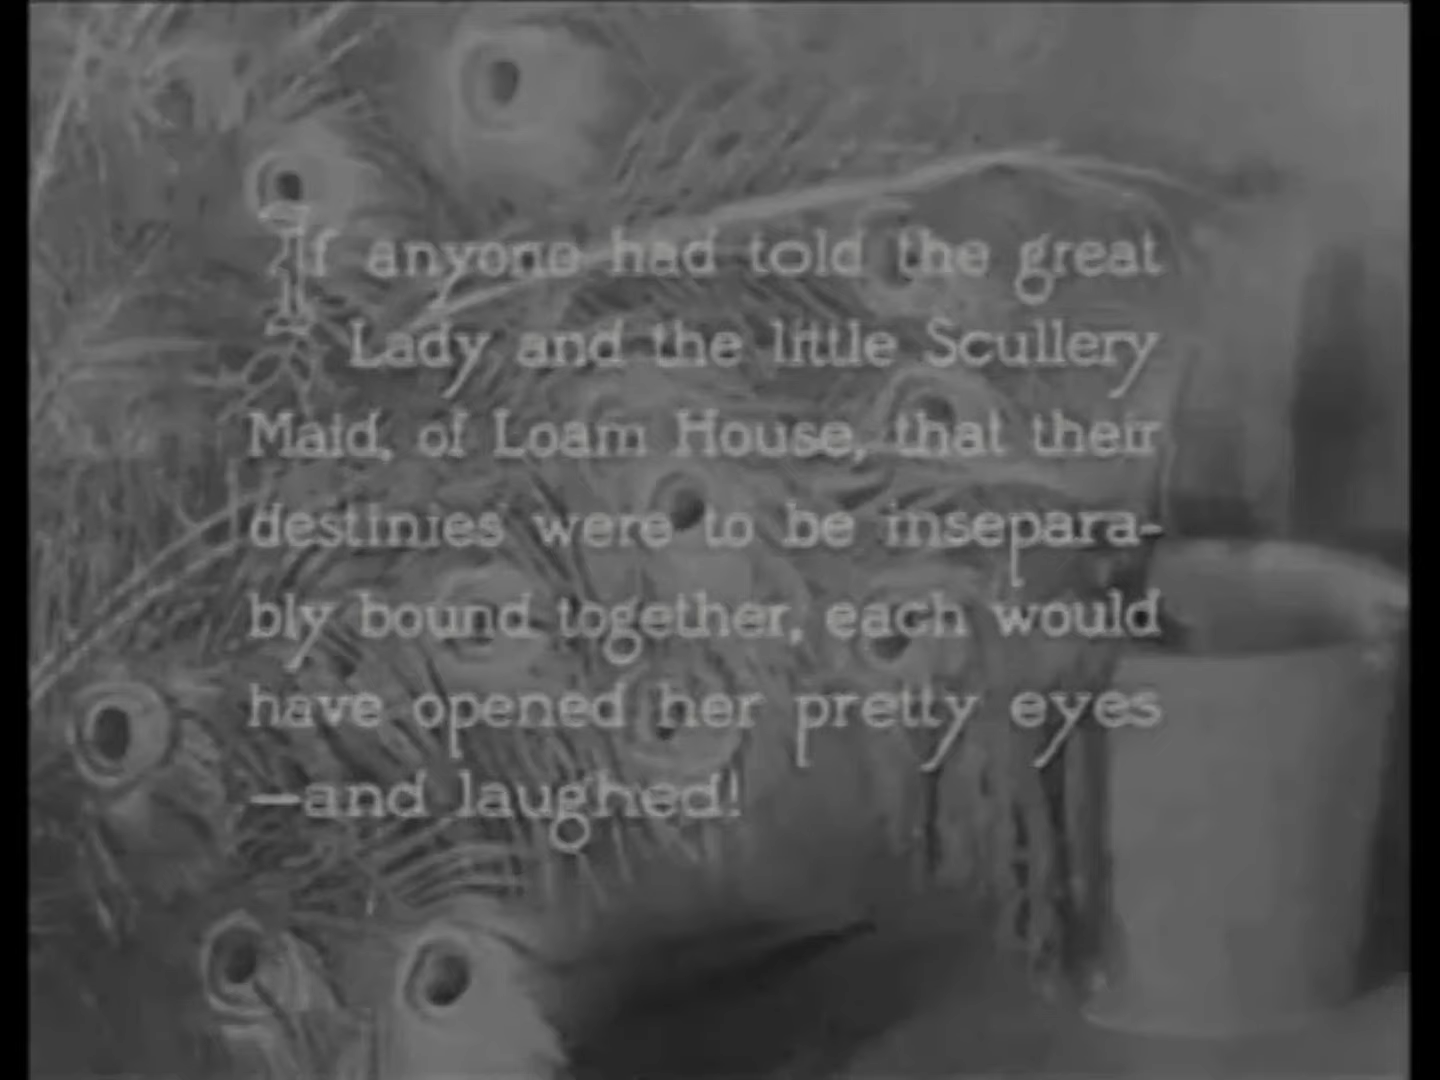 If anyone had told the great
Lady and the little Scullery
Maid, of Loam House, that their
destinies were to be insepara-
bly bound together, each would
have opened her pretty eyes
—and laughed!